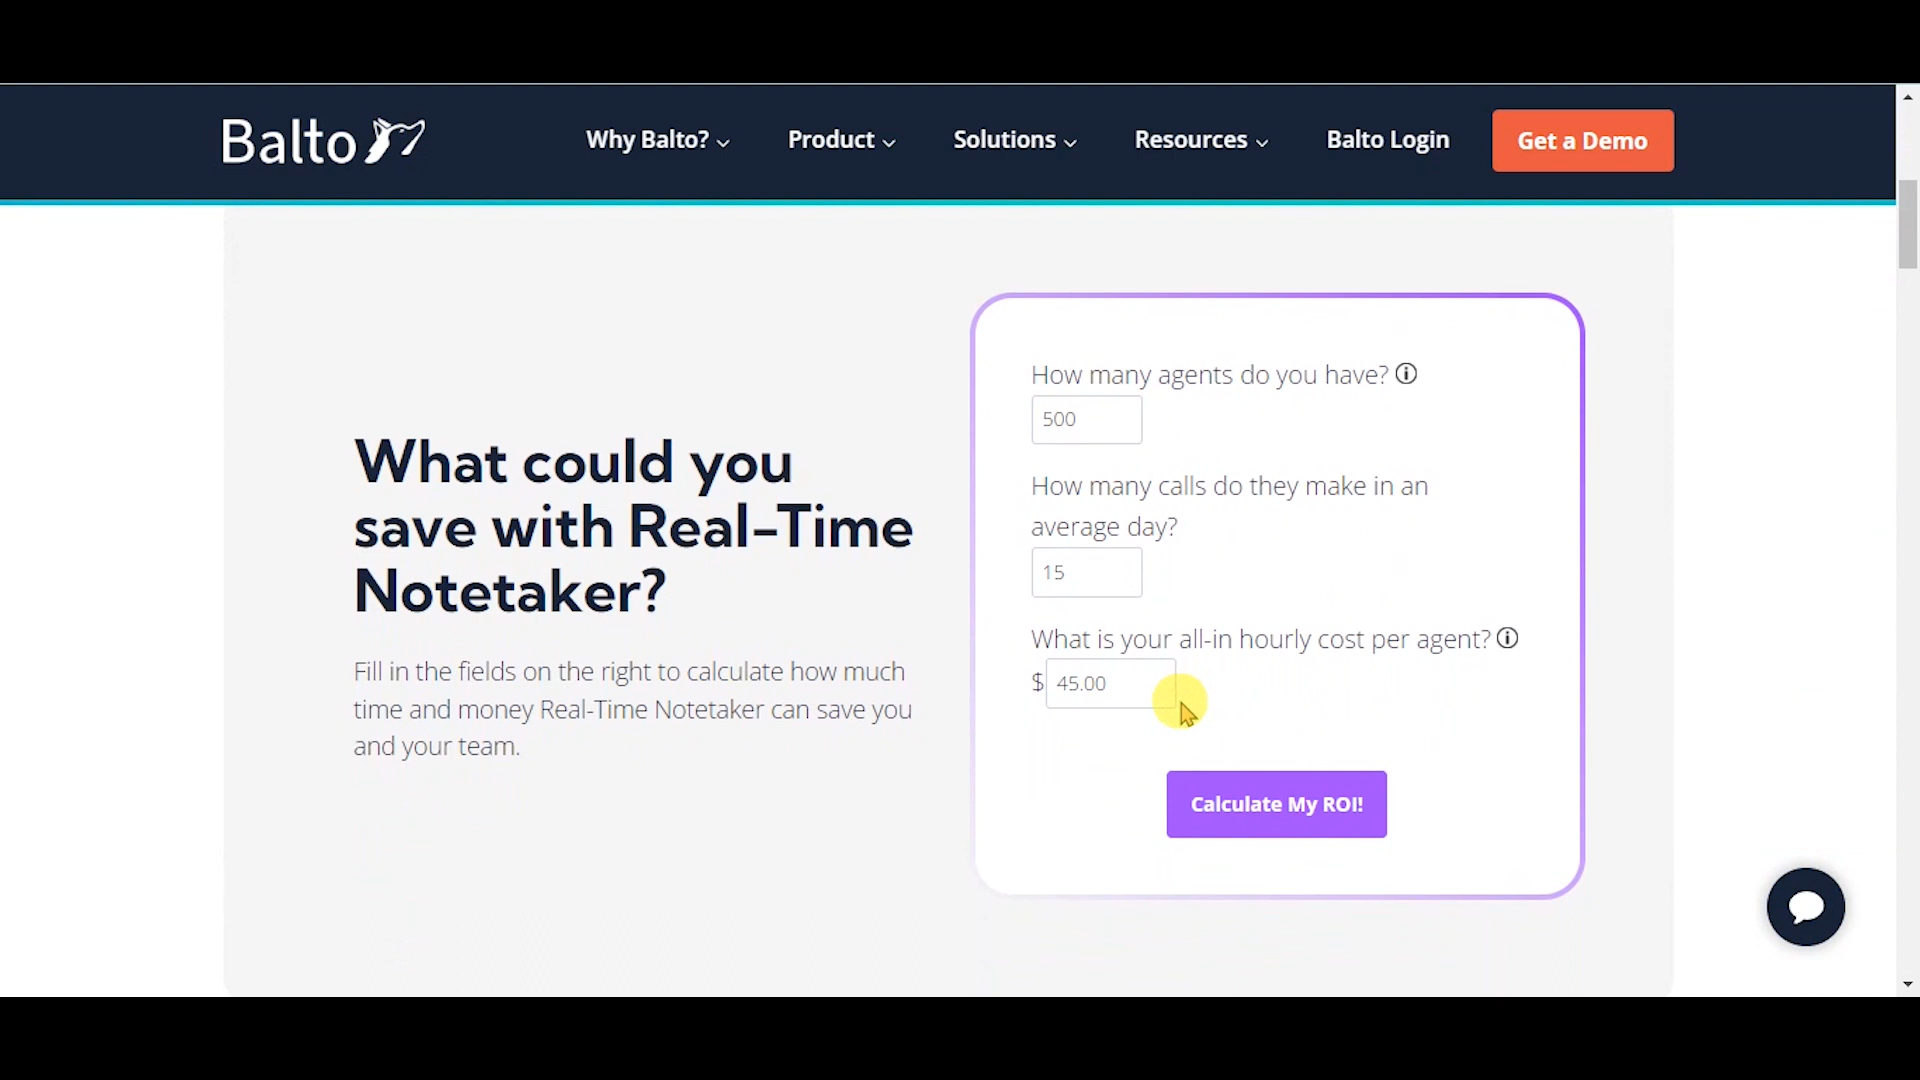 Balto
Why Balto?
Product
Solutions
Resources
Balto Login
Get a Demo
What could you
save with Real-Time
Notetaker?
Fill in the fields on the right to calculate how much
time and money Real-Time Notetaker can save you
and your team.
How many agents do you have?
500
How many calls do they make in an
average day?
15
What is your all-in hourly cost per agent?
$ 45.00
Calculate My ROI!